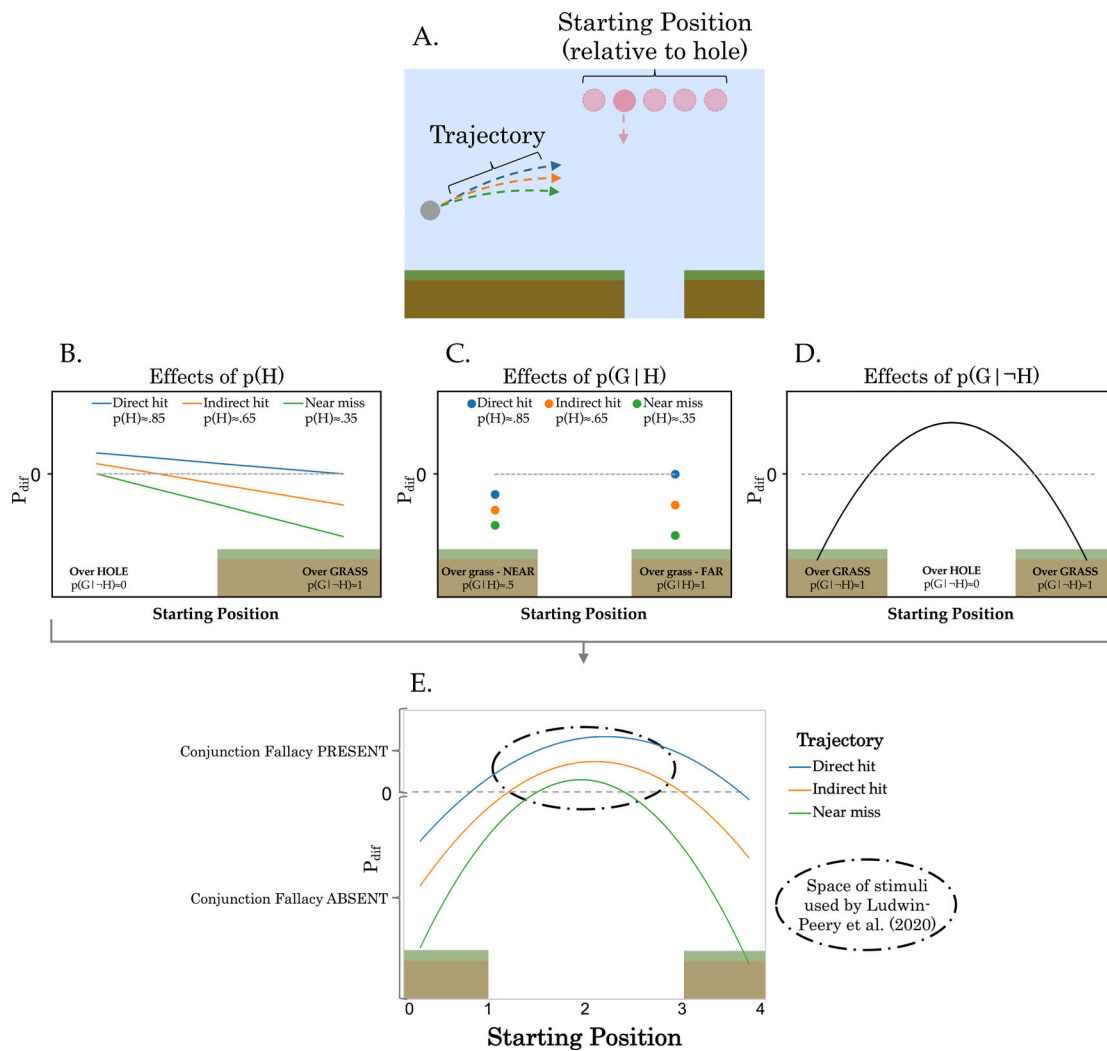 A.
Starting Position
(relative to hole)
Trajectory
B.
Effects of p(H)
Direct hit
p(H)≈.85
Indirect hit
p(H)≈.65
Near miss
p(H)≈.35
0
P_dif
Over HOLE
p(G|¬H)≈0
Over GRASS
p(G|¬H)≈1
Starting Position
C.
Effects of p(G|H)
Direct hit
p(H)≈.85
Indirect hit
p(H)≈.65
Near miss
p(H)≈.35
0
P_dif
Over grass - NEAR
p(G|H)≈.5
Over grass - FAR
p(G|H)≈1
Starting Position
D.
Effects of p(G|¬H)
0
P_dif
Over GRASS
p(G|¬H)≈1
Over HOLE
p(G|¬H)≈0
Over GRASS
p(G|¬H)≈1
Starting Position
E.
Conjunction Fallacy PRESENT
0
P_dif
Conjunction Fallacy ABSENT
0
1
2
3
4
Starting Position
Trajectory
Direct hit
Indirect hit
Near miss
Space of stimuli
used by Ludwin-
Peery et al. (2020)